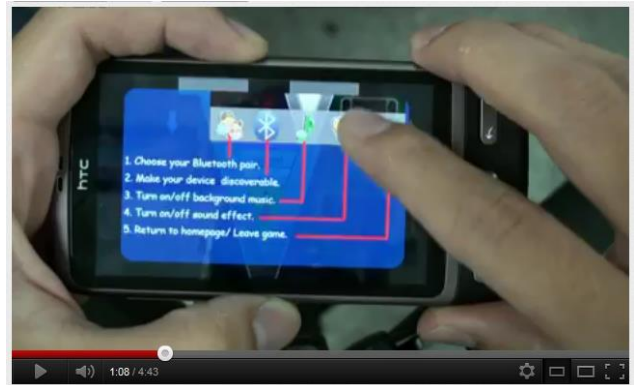 hTC
1. Choose your Bluetooth pair.
2. Make your device discoverable.
3. Turn on/off background music.
4. Turn on/off sound effect.
5. Return to homepage/ Leave game.
1:08 / 4:43